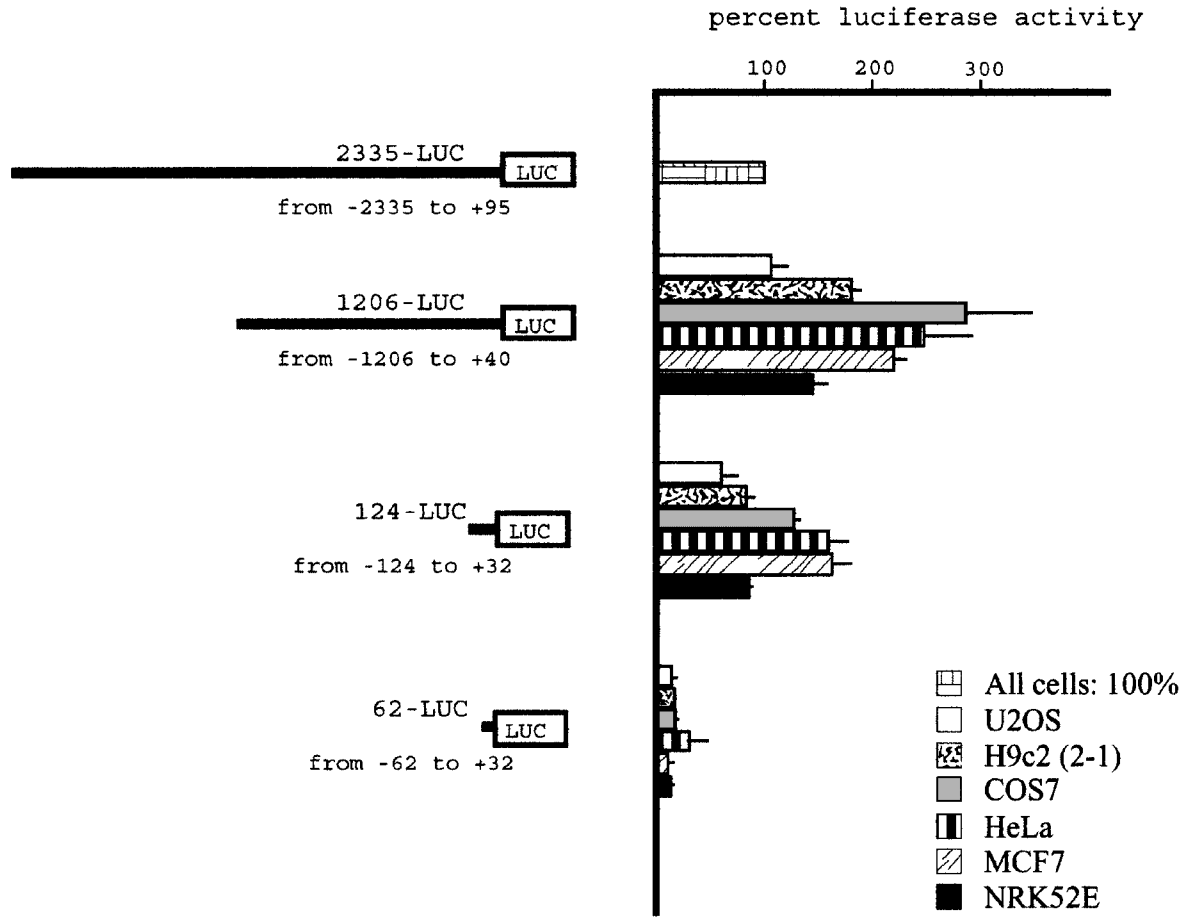 percent luciferase activity
100 200 300
2335-LUC
LUC
from -2335 to +95
1206-LUC
LUC
from -1206 to +40
124-LUC
LUC
from -124 to +32
62-LUC
LUC
from -62 to +32
All cells: 100%
U2OS
H9c2 (2-1)
COS7
HeLa
MCF7
NRK52E